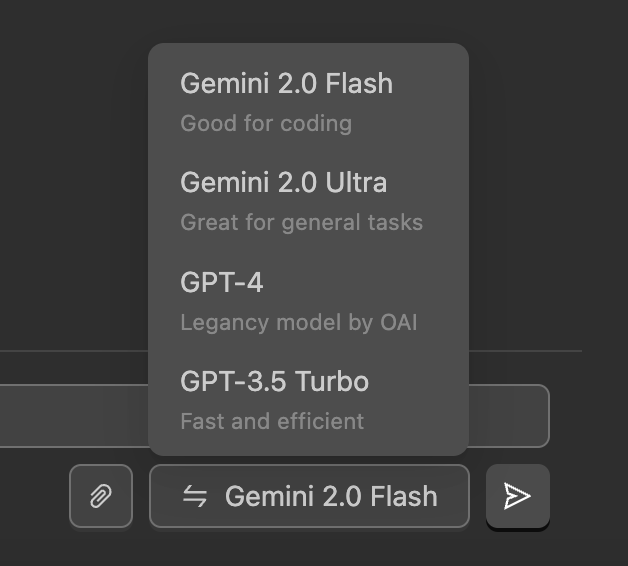 Gemini 2.0 Flash
Good for coding
Gemini 2.0 Ultra
Great for general tasks
GPT-4
Legancy model by OAI
GPT-3.5 Turbo
Fast and efficient
Gemini 2.0 Flash